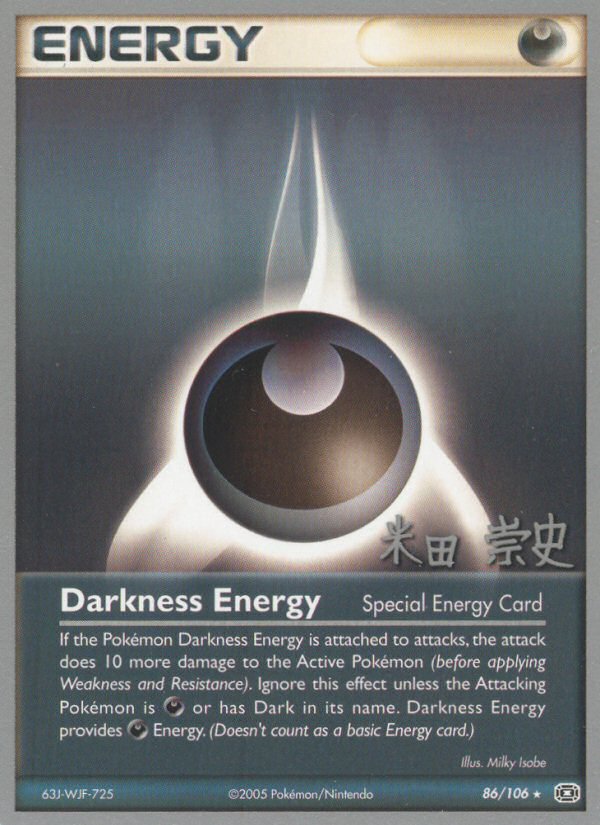 ENERGY
米田 崇史
Darkness Energy Special Energy Card
If the Pokémon Darkness Energy is attached to attacks, the attack
does 10 more damage to the Active Pokémon (before applying
Weakness and Resistance). Ignore this effect unless the Attacking
Pokémon is or has Dark in its name. Darkness Energy
provides Energy. (Doesn't count as a basic Energy card.)
Illus. Milky Isobe
63J-WJF-725 ©2005 Pokémon/Nintendo 86/106 ★